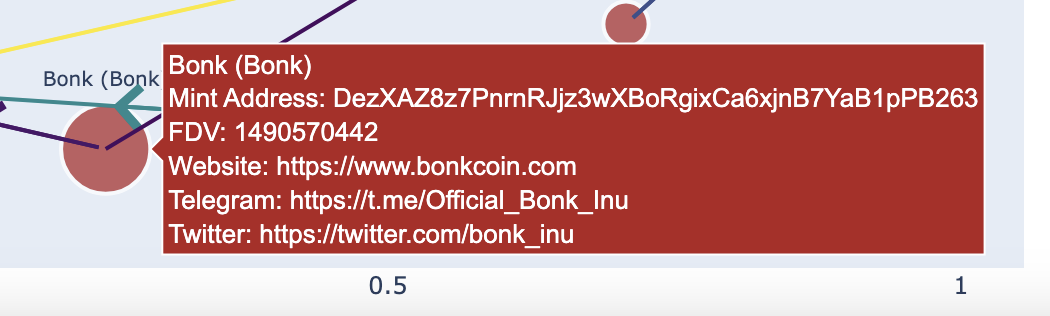 Bonk (Bonk
Bonk (Bonk)
Mint Address: DezXAZ8z7PnrnRJjz3wXBoRgixCa6xjnB7YaB1pPB263
FDV: 1490570442
Website: https://www.bonkcoin.com
Telegram: https://t.me/Official_Bonk_Inu
Twitter: https://twitter.com/bonk_inu
0.5
1